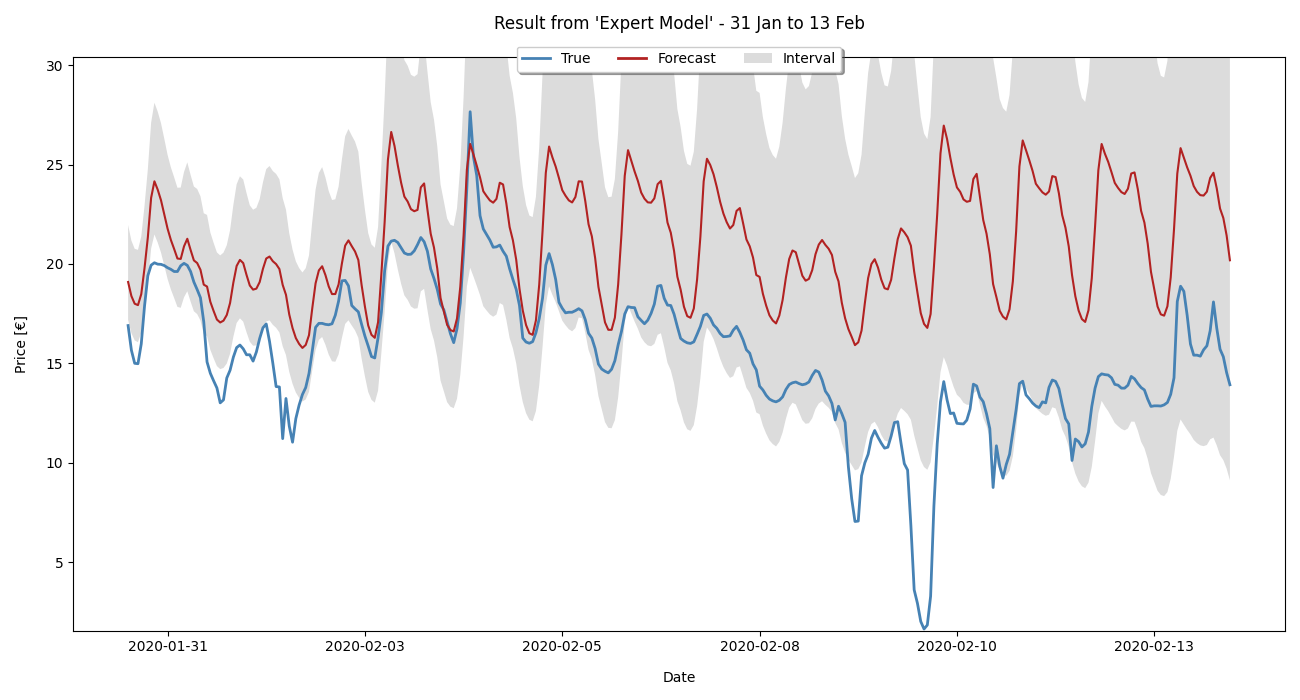 Result from 'Expert Model' - 31 Jan to 13 Feb
True Forecast Interval
30
25
20
15
10
5
Price [€]
2020-01-31 2020-02-03 2020-02-05 2020-02-08 2020-02-10 2020-02-13
Date